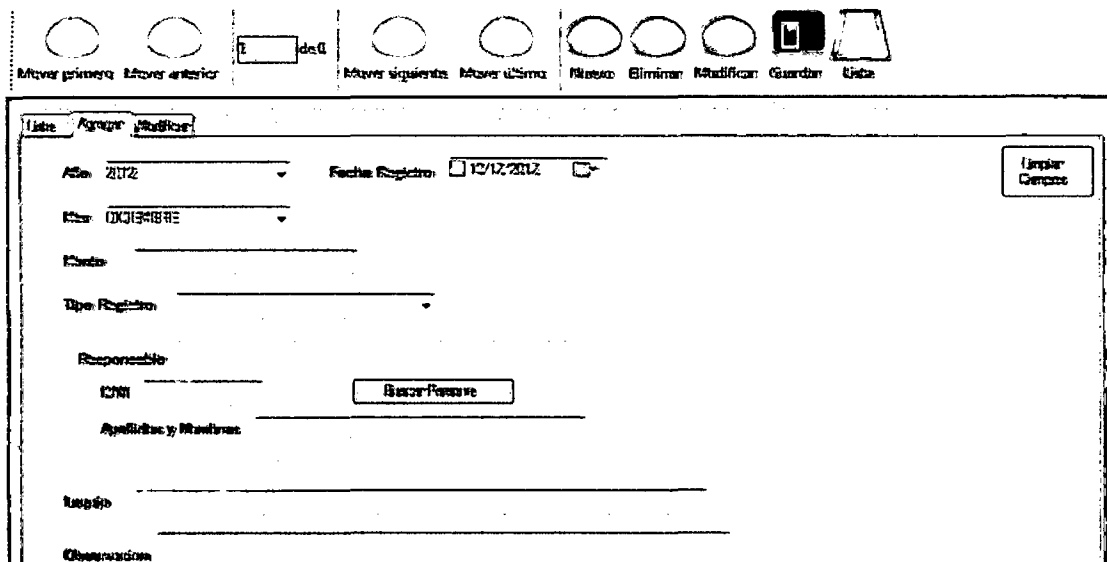 de 0
Mover primero Mover anterior Mover siguiente Mover último Nuevo Eliminar Modificar Guardar Lista
Lista Agregar Modificar
Año: 2012 Fecha Registro: 12/12/2012 Limpiar
Campos
Mes: DICIEMBRE
Monto:
Tipo Registro:
Responsable
DNI Buscar Persona
Apellidos y Nombres
Observacion